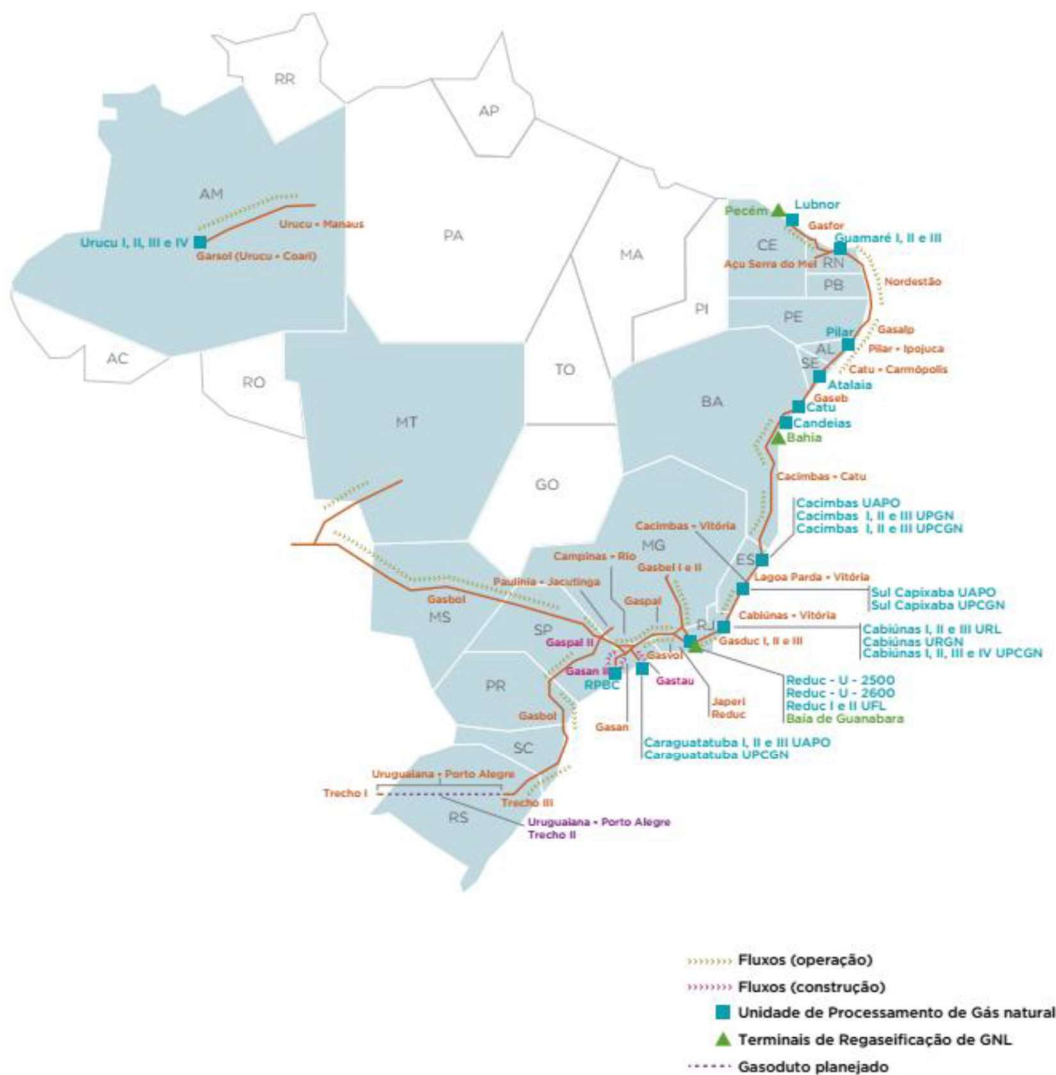 RR
AP
AM
Urucu - Manaus
Urucu I, II, III e IV
Garsol (Urucu - Coari)
PA
MA
PI
Pecém
Lubnor
Gasfor
CE
Guamaré I, II e III
Açu Serra do Mel
RN
PB
Nordestão
PE
Pilar
Gasalp
AL
Pilar - Ipojuca
SE
Catu - Carmópolis
Atalaia
Gaseb
Catu
Candeias
Bahia
AC
RO
TO
BA
MT
GO
Cacimbas - Catu
Cacimbas UAPO
Cacimbas I, II e III UPGN
Cacimbas I, II e III UPCGN
Cacimbas - Vitória
MG
ES
Campinas - Rio
Gasbel I e II
Lagoa Parda - Vitória
Paulínia - Jacutinga
Sul Capixaba UAPO
Sul Capixaba UPCGN
Gasbol
Gaspal
Cabiúnas - Vitória
MS
SP
RJ
Gaspal II
Gasduc I, II e III
Cabiúnas I, II e III URL
Cabiúnas URGN
Cabiúnas I, II, III e IV UPCGN
Gasvol
Gasan II
RPBC
Gastau
PR
Reduc - U - 2500
Reduc - U - 2600
Reduc I e II UFL
Baia de Guanabara
Japeri
Reduc
Gasbol
Gasan
Caraguatatuba I, II e III UAPO
Caraguatatuba UPCGN
SC
Uruguaiana - Porto Alegre
Trecho I
Trecho III
RS
Uruguaiana - Porto Alegre
Trecho II
Fluxos (operação)
Fluxos (construção)
Unidade de Processamento de Gás natural
Terminais de Regaseificação de GNL
Gasoduto planejado